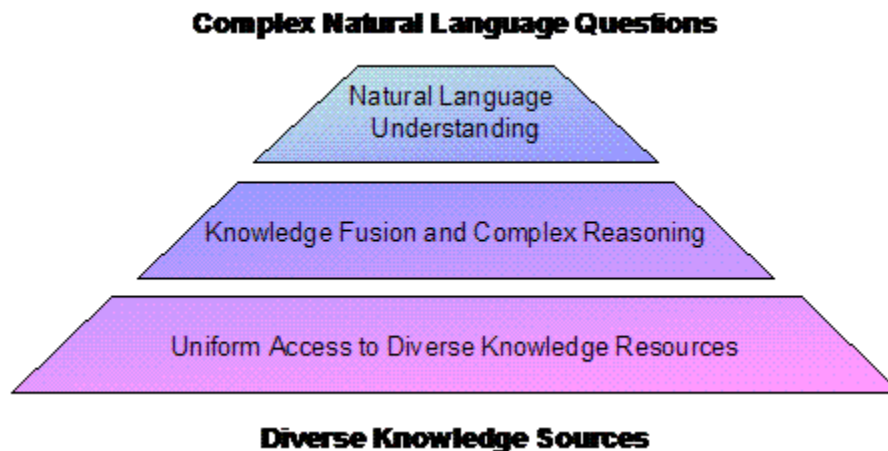 Complex Natural Language Questions
Natural Language
Understanding
Knowledge Fusion and Complex Reasoning
Uniform Access to Diverse Knowledge Resources
Diverse Knowledge Sources